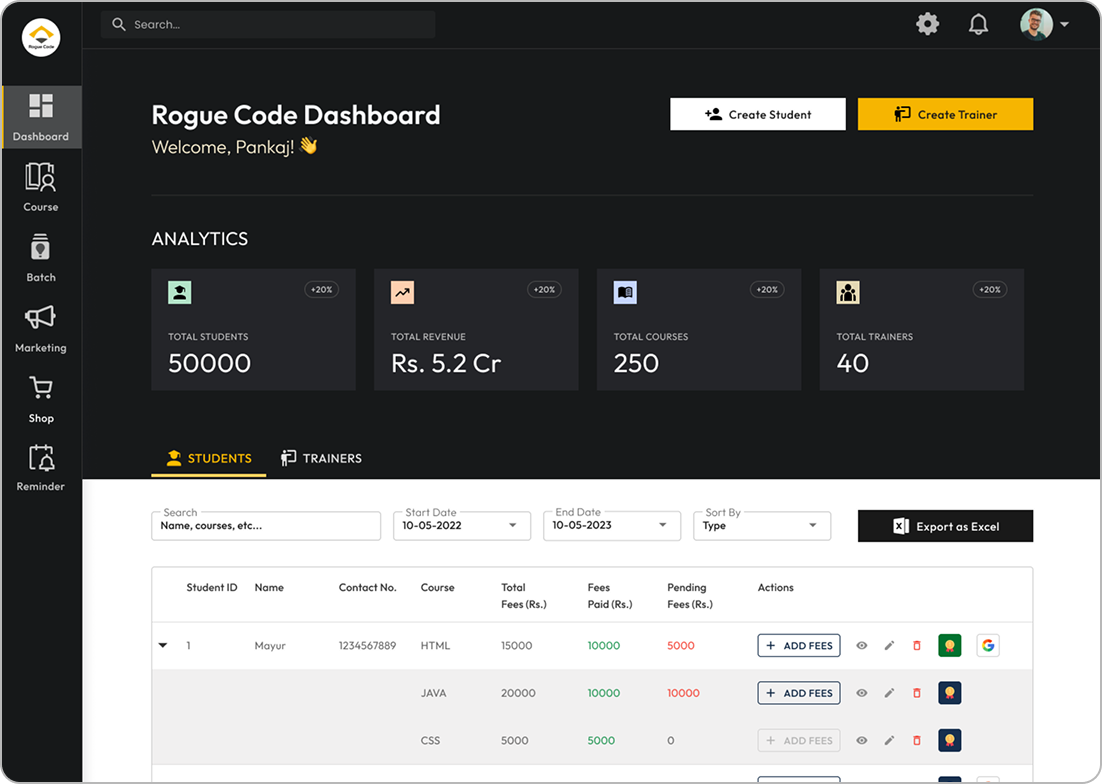 Rogue Code
Search...
Dashboard
Course
Batch
Marketing
Shop
Reminder
Rogue Code Dashboard
Welcome, Pankaj! 👋
Create Student
Create Trainer
ANALYTICS
+20%
TOTAL STUDENTS
50000
+20%
TOTAL REVENUE
Rs. 5.2 Cr
+20%
TOTAL COURSES
250
+20%
TOTAL TRAINERS
40
STUDENTS
TRAINERS
Search
Name, courses, etc...
Start Date
10-05-2022
End Date
10-05-2023
Sort By
Type
Export as Excel
Student ID Name Contact No. Course Total Fees (Rs.) Fees Paid (Rs.) Pending Fees (Rs.) Actions
1 Mayur 1234567889 HTML 15000 10000 5000 + ADD FEES
JAVA 20000 10000 10000 + ADD FEES
CSS 5000 5000 0 + ADD FEES